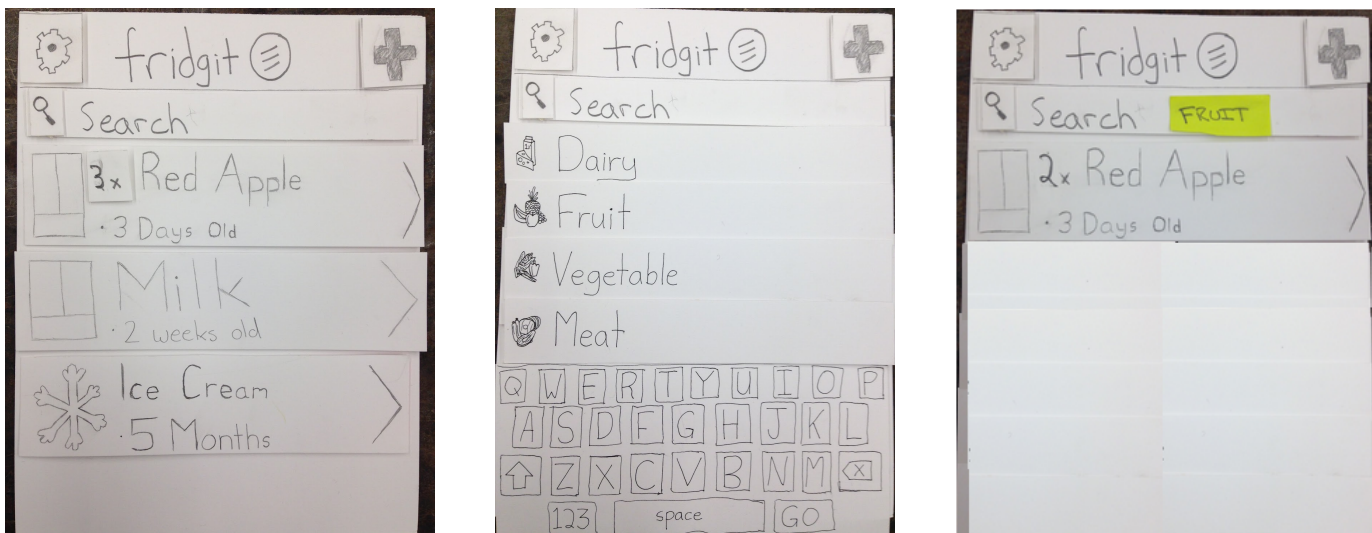 fridgit
Search
3x Red Apple
· 3 Days Old
Milk
· 2 weeks old
Ice Cream
· 5 Months
fridgit
Search
Dairy
Fruit
Vegetable
Meat
Q W E R T Y U I O P
A S D F G H J K L
Z X C V B N M X
123 space GO
fridgit
Search FRUIT
2x Red Apple
· 3 Days Old